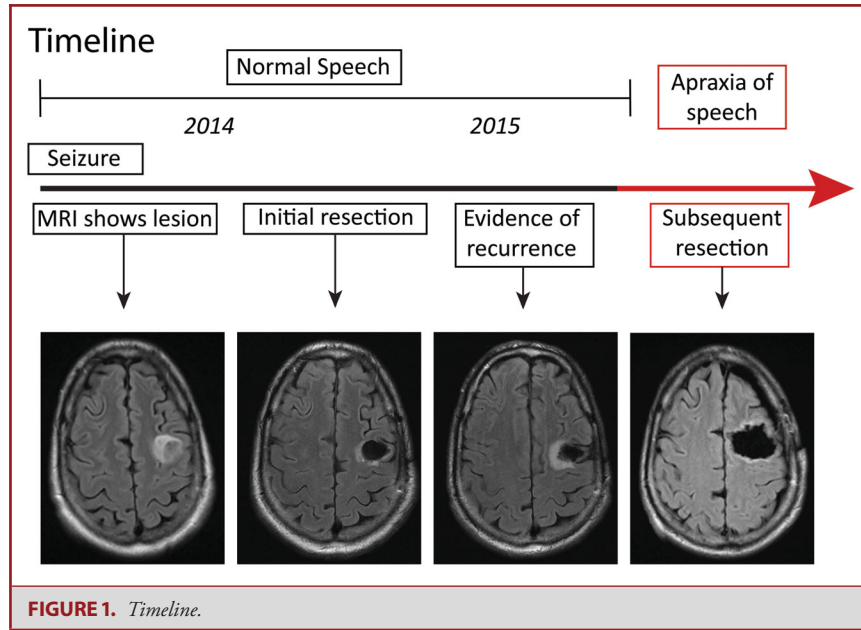 Timeline
Normal Speech
Apraxia of
speech
2014
2015
Seizure
MRI shows lesion
Initial resection
Evidence of
recurrence
Subsequent
resection
FIGURE 1. Timeline.